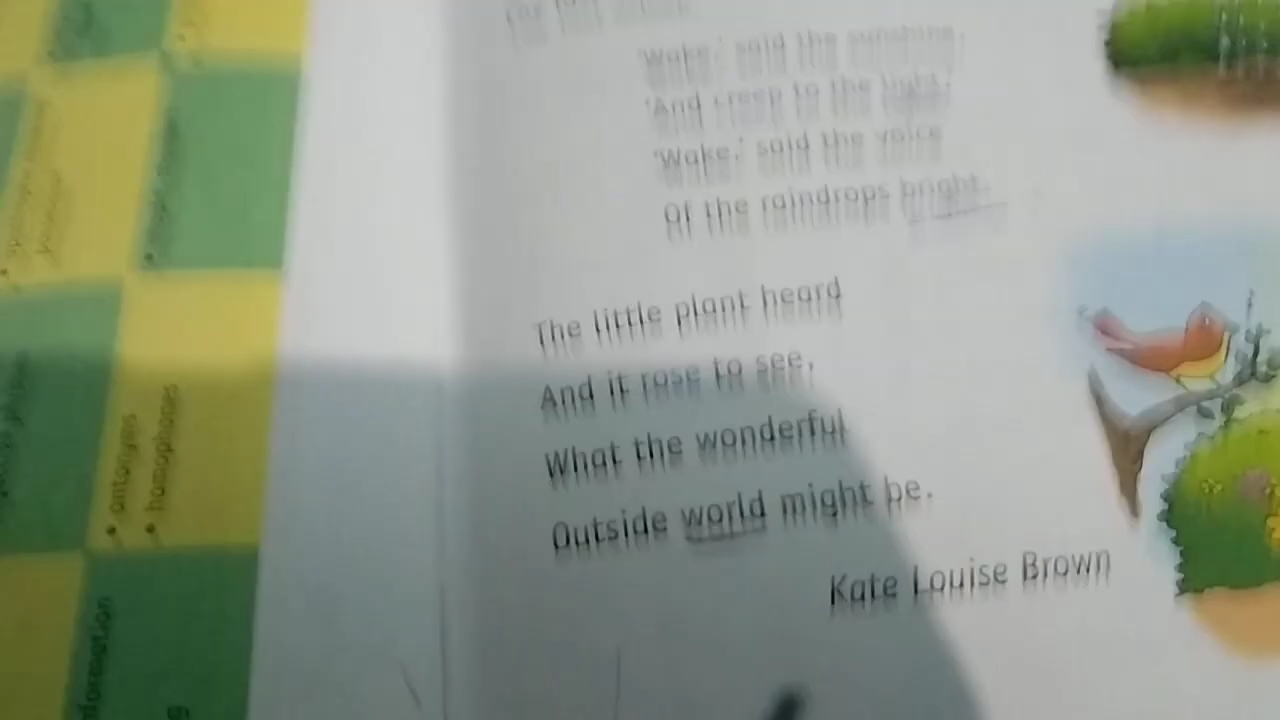 'Wake,' said the sunshine,
'And creep to the light,'
'Wake,' said the voice
Of the raindrops bright.
The little plant heard
And it rose to see,
What the wonderful
Outside world might be.
Kate Louise Brown
• antonyms
• homophones